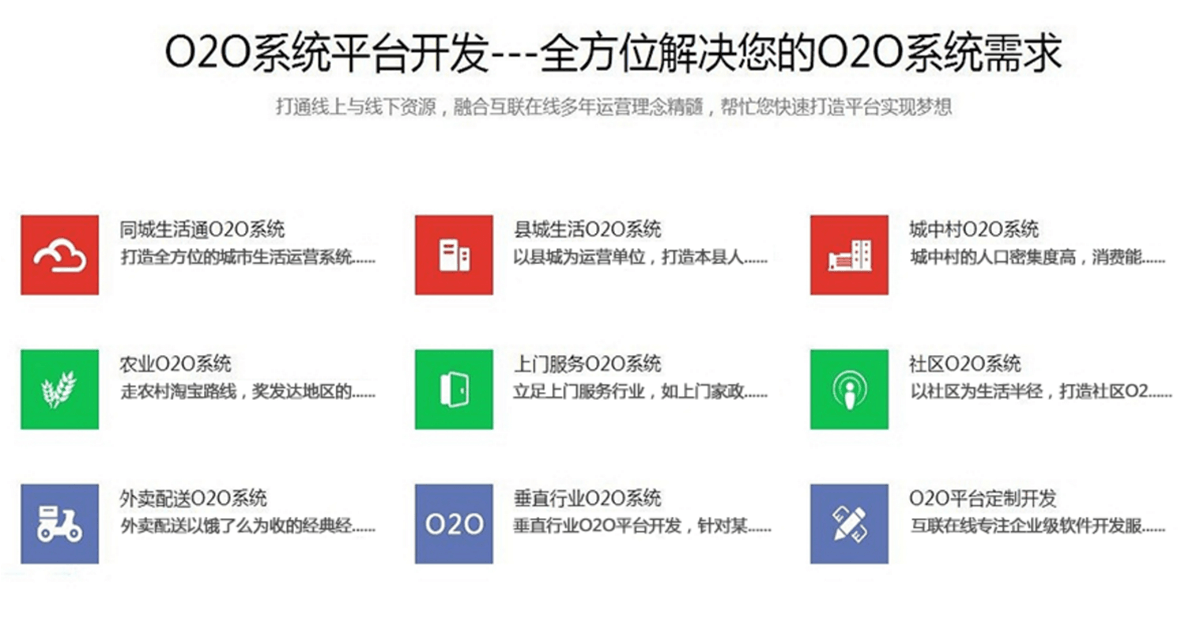 O2O系统平台开发---全方位解决您的O2O系统需求
打通线上与线下资源，融合互联在线多年运营理念精髓，帮忙您快速打造平台实现梦想
同城生活通O2O系统
打造全方位的城市生活运营系统......
县城生活O2O系统
以县城为运营单位，打造本县人......
城中村O2O系统
城中村的人口密集度高，消费能......
农业O2O系统
走农村淘宝路线，奖发达地区的......
上门服务O2O系统
立足上门服务行业，如上门家政......
社区O2O系统
以社区为生活半径，打造社区O2......
外卖配送O2O系统
外卖配送以饿了么为收的经典经......
O2O
垂直行业O2O系统
垂直行业O2O平台开发，针对某......
O2O平台定制开发
互联在线专注企业级软件开发服......